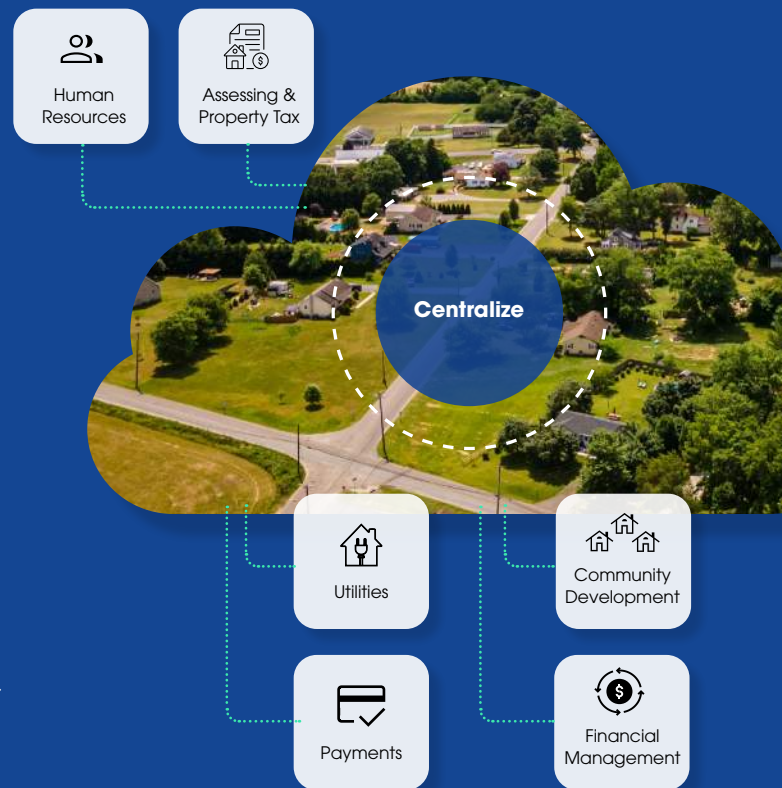 Human
Resources
Assessing &
Property Tax
Centralize
Utilities
Community
Development
Payments
Financial
Management